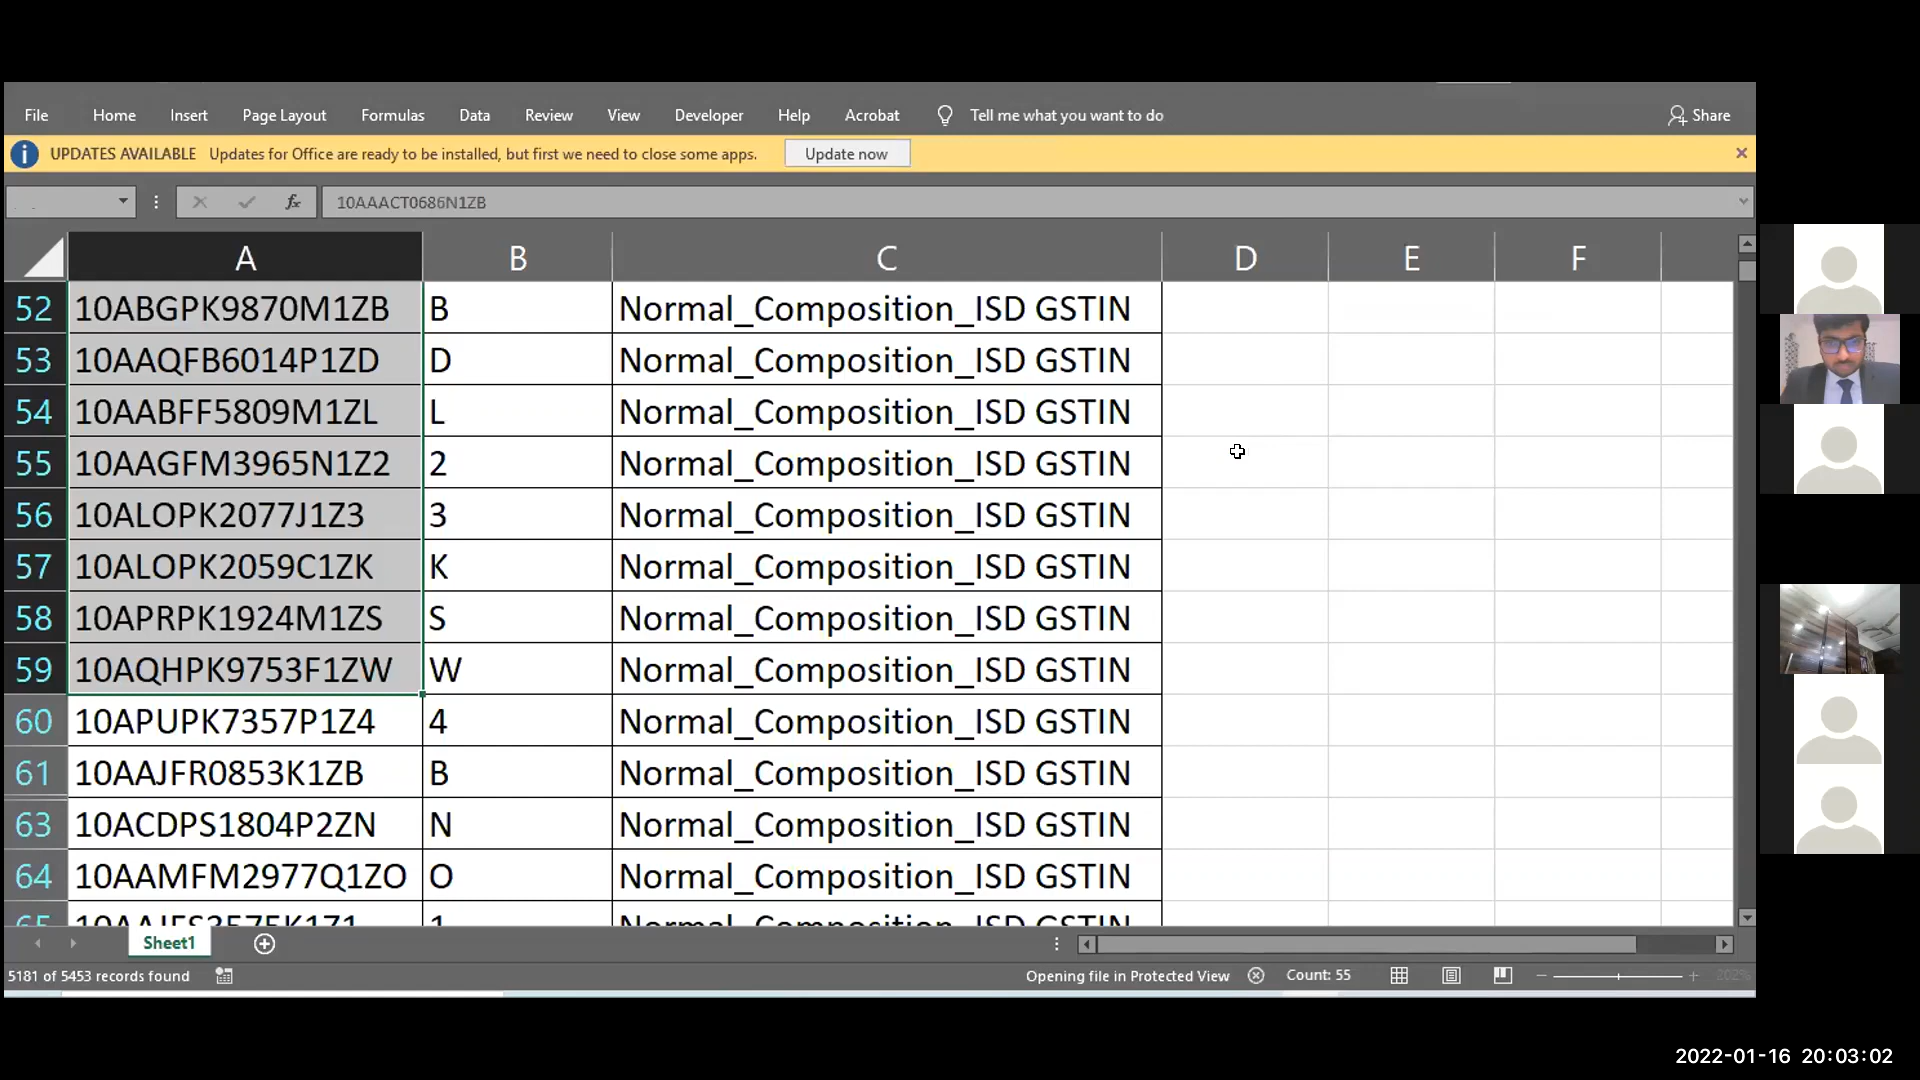 File Home Insert Page Layout Formulas Data Review View Developer Help Acrobat Tell me what you want to do Share
UPDATES AVAILABLE Updates for Office are ready to be installed, but first we need to close some apps. Update now
fx 10AAACT0686N1ZB
A B C D E F
52 10ABGPK9870M1ZB B Normal_Composition_ISD GSTIN
53 10AAQFB6014P1ZD D Normal_Composition_ISD GSTIN
54 10AABFF5809M1ZL L Normal_Composition_ISD GSTIN
55 10AAGFM3965N1Z2 2 Normal_Composition_ISD GSTIN
56 10ALOPK2077J1Z3 3 Normal_Composition_ISD GSTIN
57 10ALOPK2059C1ZK K Normal_Composition_ISD GSTIN
58 10APRPK1924M1ZS S Normal_Composition_ISD GSTIN
59 10AQHPK9753F1ZW W Normal_Composition_ISD GSTIN
60 10APUPK7357P1Z4 4 Normal_Composition_ISD GSTIN
61 10AAJFR0853K1ZB B Normal_Composition_ISD GSTIN
63 10ACDPS1804P2ZN N Normal_Composition_ISD GSTIN
64 10AAMFM2977Q1ZO O Normal_Composition_ISD GSTIN
65 Normal_Composition_ISD GSTIN
Sheet1
5181 of 5453 records found Opening file in Protected View Count: 55 202%
2022-01-16 20:03:02